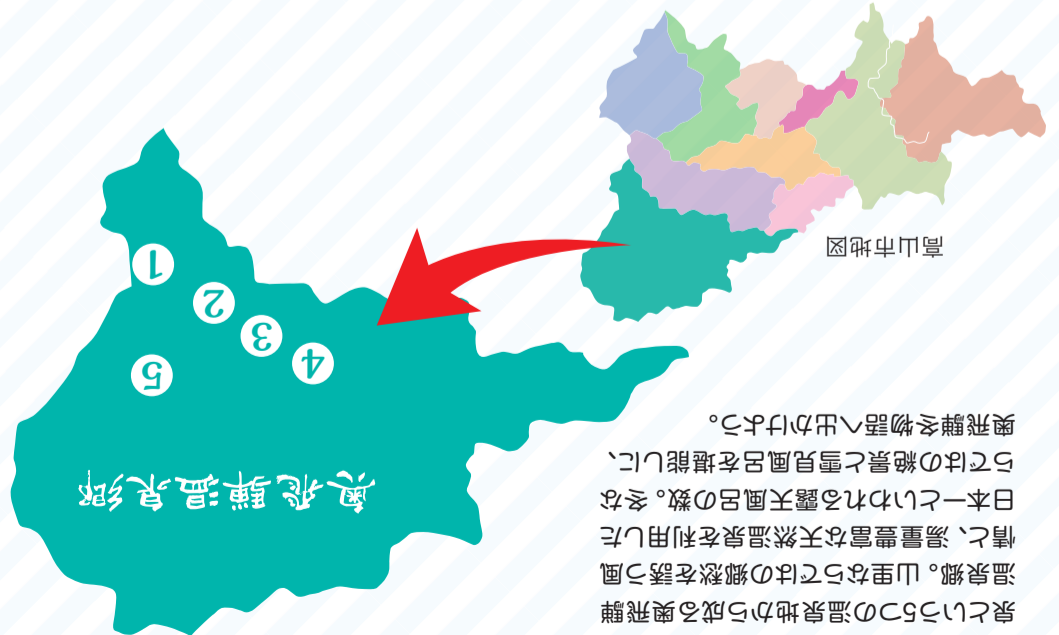 泉という5つの温泉地から成る奥飛騨
温泉郷。山里ならではの郷愁を誘う風
情と、湯量豊富な天然温泉を利用した
日本一といわれる露天風呂の数。冬な
らではの絶景と雪見風呂を堪能しに、
奥飛騨冬物語へ出かけよう。
高山市地図
奥飛騨温泉郷
5
4
3
2
1